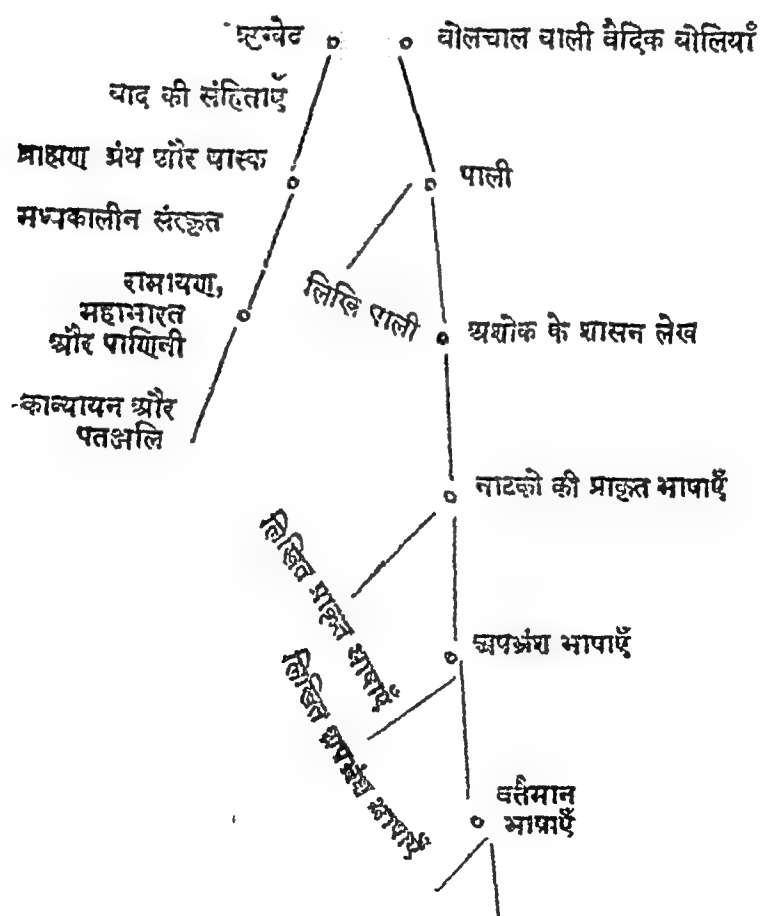 ऋग्वेद
बोलचाल वाली वैदिक बोलियाँ
बाद की संहिताएँ
ब्राह्मण ग्रंथ और यास्क
पाली
मध्यकालीन संस्कृत
रामायण,
महाभारत
और पाणिनी
लिखि पाली
अशोक के शासन लेख
कात्यायन और
पतञ्जलि
नाटको की प्राकृत भाषाएँ
लिखित प्राकृत भाषाएँ
अपभ्रंश भाषाएँ
लिखित अपभ्रंश भाषाएँ
वर्त्तमान
भाषाएँ